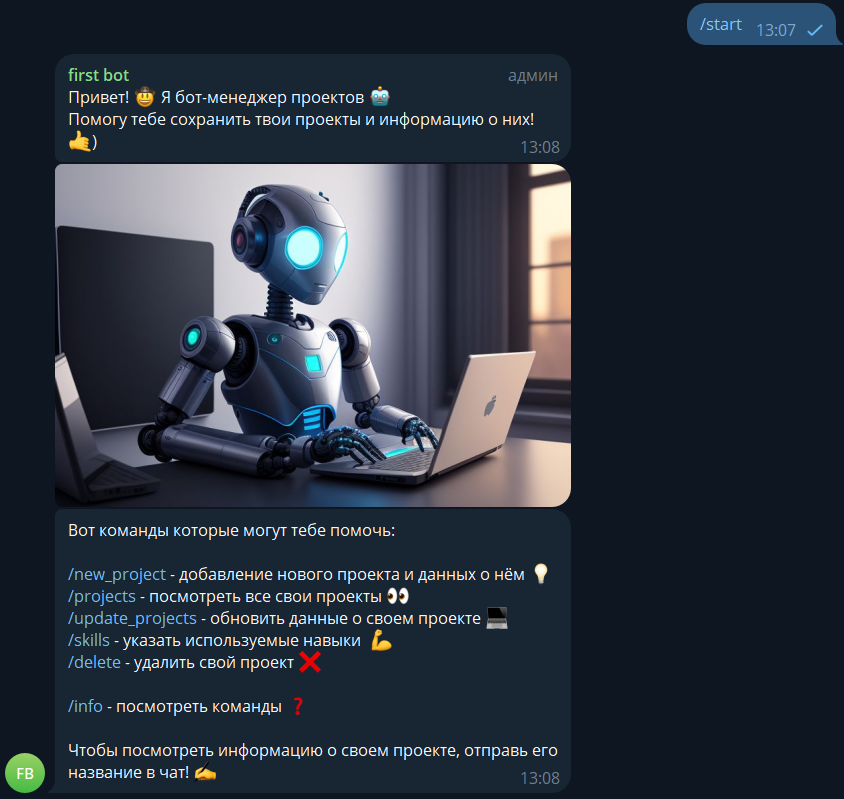 /start 13:07
first bot админ
Привет! 🤠 Я бот-менеджер проектов 🤖
Помогу тебе сохранить твои проекты и информацию о них!
🤙)
13:08
Вот команды которые могут тебе помочь:
/new_project - добавление нового проекта и данных о нём 💡
/projects - посмотреть все свои проекты 👀
/update_projects - обновить данные о своем проекте 💻
/skills - указать используемые навыки 💪
/delete - удалить свой проект ❌
/info - посмотреть команды ❓
Чтобы посмотреть информацию о своем проекте, отправь его
название в чат! ✍
FB
13:08